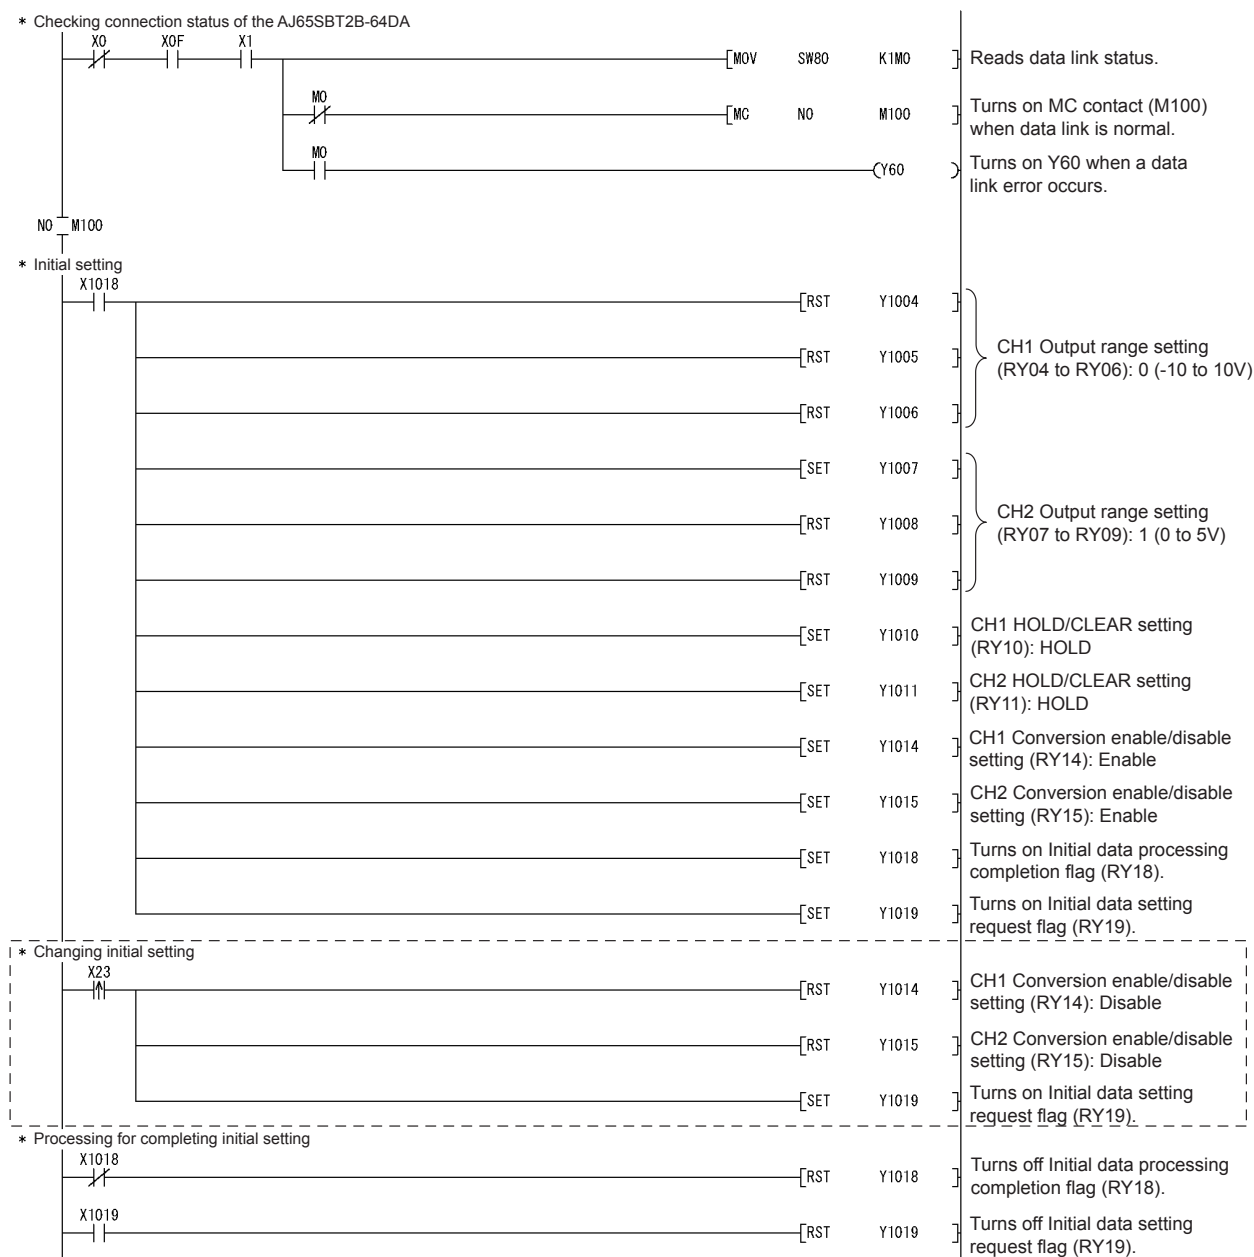 * Checking connection status of the AJ65SBT2B-64DA
X0 X0F X1
MOV SW80 K1M0 Reads data link status.
M0
MC N0 M100 Turns on MC contact (M100)
when data link is normal.
M0
Y60 Turns on Y60 when a data
link error occurs.
N0 M100
* Initial setting
X1018
RST Y1004
RST Y1005
CH1 Output range setting
(RY04 to RY06): 0 (-10 to 10V)
RST Y1006
SET Y1007
RST Y1008
CH2 Output range setting
(RY07 to RY09): 1 (0 to 5V)
RST Y1009
SET Y1010 CH1 HOLD/CLEAR setting
(RY10): HOLD
SET Y1011 CH2 HOLD/CLEAR setting
(RY11): HOLD
SET Y1014 CH1 Conversion enable/disable
setting (RY14): Enable
SET Y1015 CH2 Conversion enable/disable
setting (RY15): Enable
SET Y1018 Turns on Initial data processing
completion flag (RY18).
SET Y1019 Turns on Initial data setting
request flag (RY19).
* Changing initial setting
X23
RST Y1014 CH1 Conversion enable/disable
setting (RY14): Disable
RST Y1015 CH2 Conversion enable/disable
setting (RY15): Disable
SET Y1019 Turns on Initial data setting
request flag (RY19).
* Processing for completing initial setting
X1018
RST Y1018 Turns off Initial data processing
completion flag (RY18).
X1019
RST Y1019 Turns off Initial data setting
request flag (RY19).